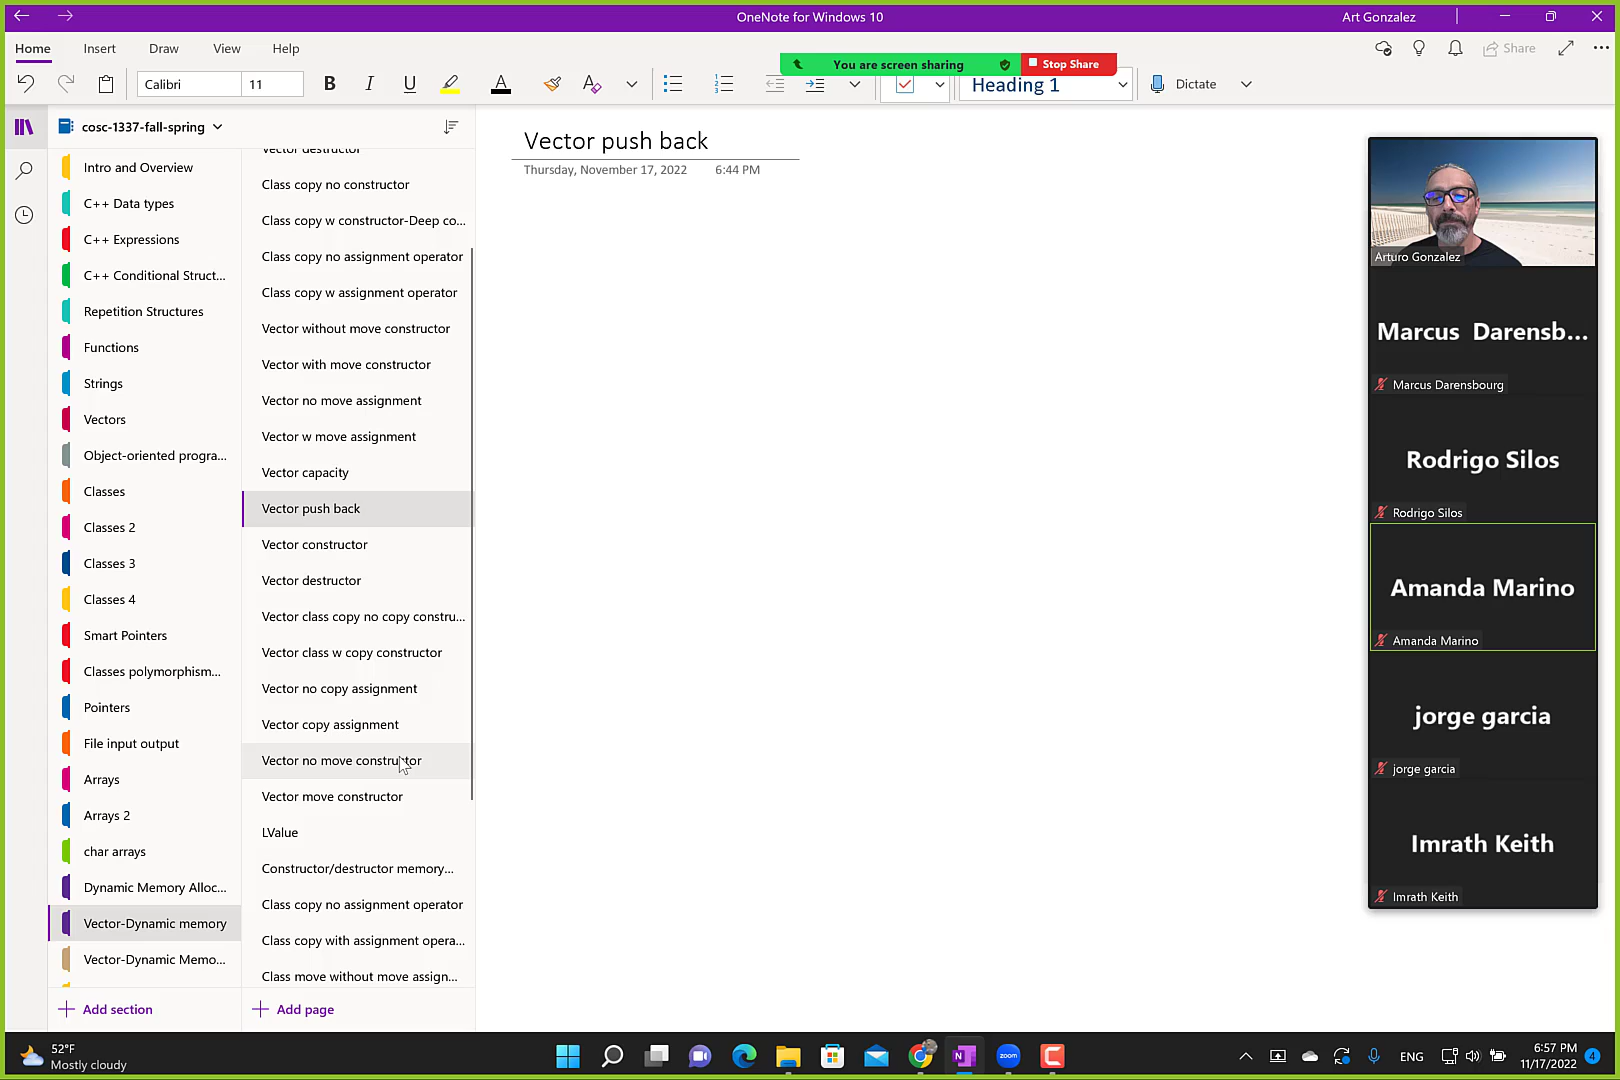 OneNote for Windows 10
Art Gonzalez
Home
Insert
Draw
View
Help
You are screen sharing
Stop Share
Share
Calibri
11
B
I
U
A
A
Heading 1
Dictate
cosc-1337-fall-spring
Intro and Overview
C++ Data types
C++ Expressions
C++ Conditional Struct...
Repetition Structures
Functions
Strings
Vectors
Object-oriented progra...
Classes
Classes 2
Classes 3
Classes 4
Smart Pointers
Classes polymorphism...
Pointers
File input output
Arrays
Arrays 2
char arrays
Dynamic Memory Alloc...
Vector-Dynamic memory
Vector-Dynamic Memo...
Add section
Vector destructor
Class copy no constructor
Class copy w constructor-Deep co...
Class copy no assignment operator
Class copy w assignment operator
Vector without move constructor
Vector with move constructor
Vector no move assignment
Vector w move assignment
Vector capacity
Vector push back
Vector constructor
Vector destructor
Vector class copy no copy constru...
Vector class w copy constructor
Vector no copy assignment
Vector copy assignment
Vector no move constructor
Vector move constructor
LValue
Constructor/destructor memory...
Class copy no assignment operator
Class copy with assignment opera...
Class move without move assign...
Add page
Vector push back
Thursday, November 17, 2022 6:44 PM
Arturo Gonzalez
Marcus Darensb...
Marcus Darensbourg
Rodrigo Silos
Rodrigo Silos
Amanda Marino
Amanda Marino
jorge garcia
jorge garcia
Imrath Keith
Imrath Keith
52°F
Mostly cloudy
N
zoom
ENG
6:57 PM
11/17/2022
4